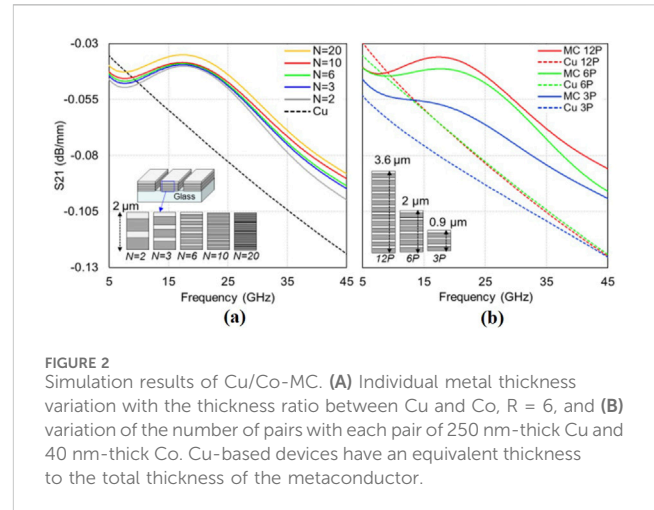 -0.03
-0.055
-0.08
-0.105
-0.13
S21 (dB/mm)
N=20
N=10
N=6
N=3
N=2
Cu
Glass
2 μm
N=2 N=3 N=6 N=10 N=20
5 15 25 35 45
Frequency (GHz)
(a)
MC 12P
Cu 12P
MC 6P
Cu 6P
MC 3P
Cu 3P
3.6 μm
2 μm
0.9 μm
12P 6P 3P
5 15 25 35 45
Frequency (GHz)
(b)
FIGURE 2
Simulation results of Cu/Co-MC. (A) Individual metal thickness
variation with the thickness ratio between Cu and Co, R = 6, and (B)
variation of the number of pairs with each pair of 250 nm-thick Cu and
40 nm-thick Co. Cu-based devices have an equivalent thickness
to the total thickness of the metaconductor.